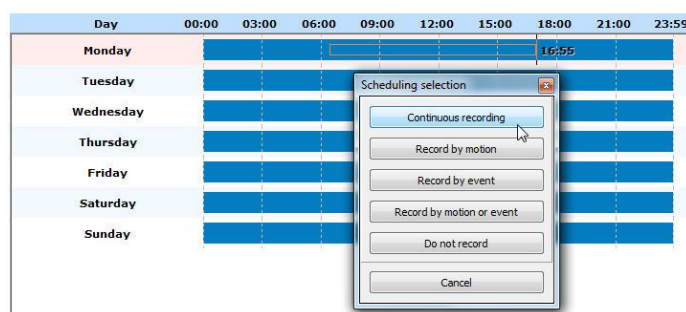 Day 00:00 03:00 06:00 09:00 12:00 15:00 18:00 21:00 23:59
Monday 16:55
Tuesday
Scheduling selection
Wednesday
Continuous recording
Thursday
Record by motion
Friday
Record by event
Saturday
Record by motion or event
Sunday
Do not record
Cancel